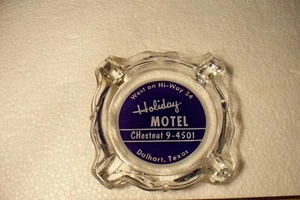 West on Hi-Way 54
Holiday
MOTEL
CHestnut 9-4501
Dalhart, Texas